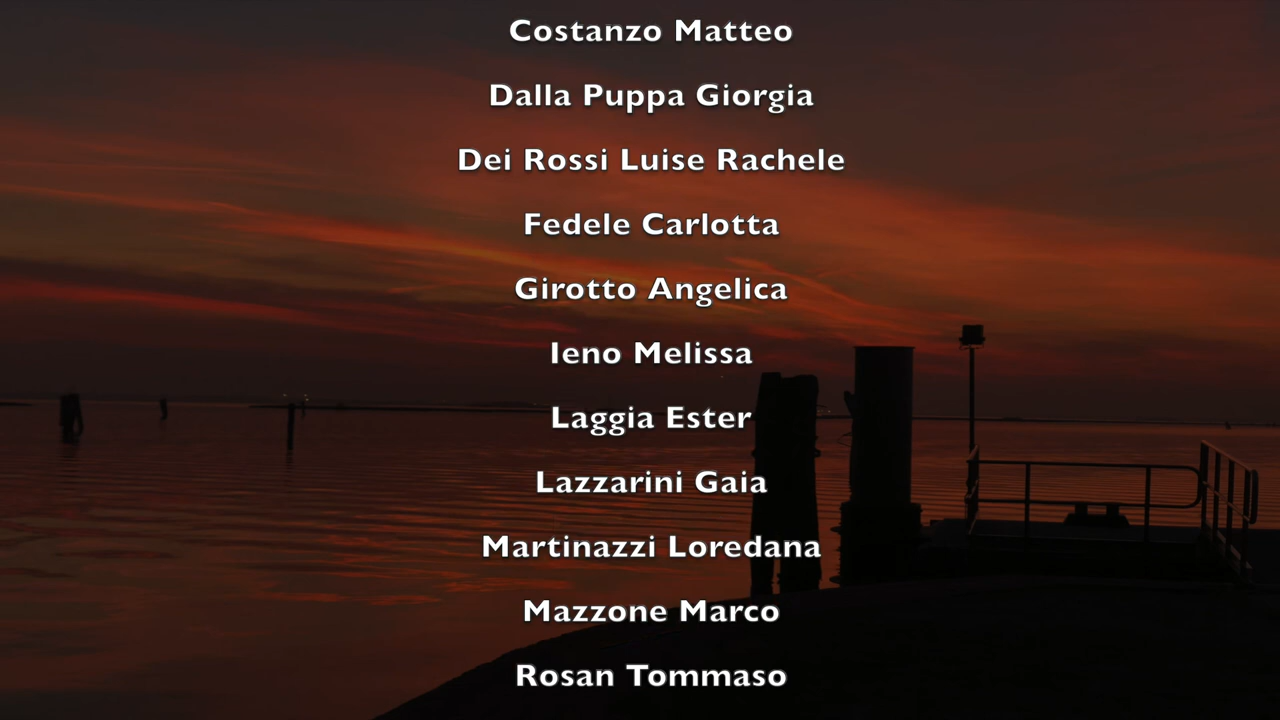 Costanzo Matteo
Dalla Puppa Giorgia
Dei Rossi Luise Rachele
Fedele Carlotta
Girotto Angelica
Ieno Melissa
Laggia Ester
Lazzarini Gaia
Martinazzi Loredana
Mazzone Marco
Rosan Tommaso